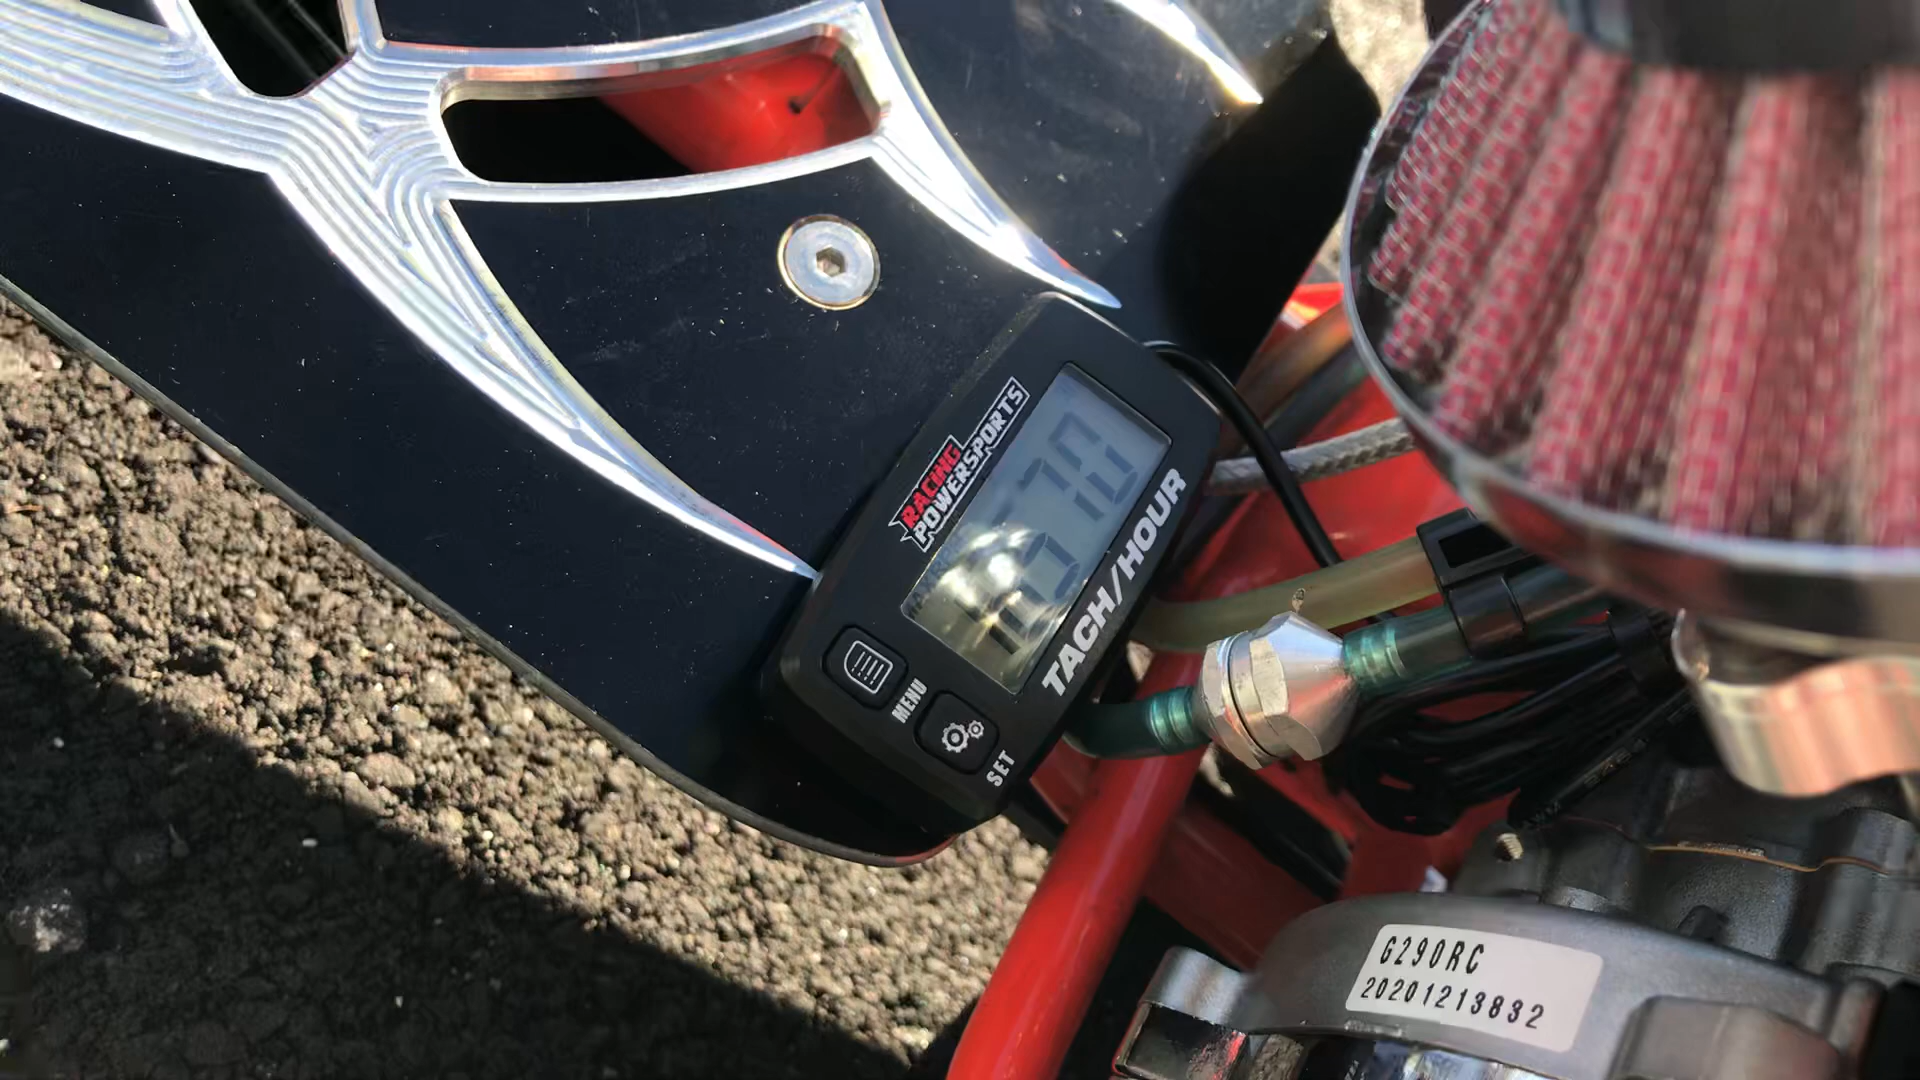 RACING
POWERSPORTS
TACH/HOUR
MENU
SET
G290RC
20201213832